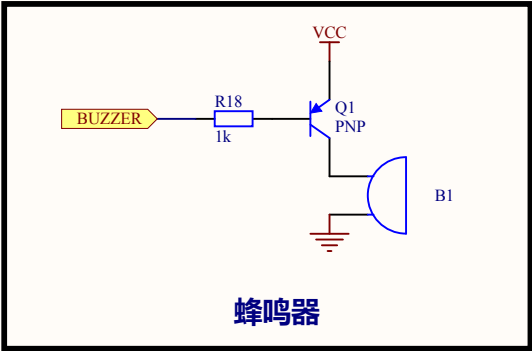 VCC
R18
BUZZER
Q1
PNP
1k
B1
蜂鸣器